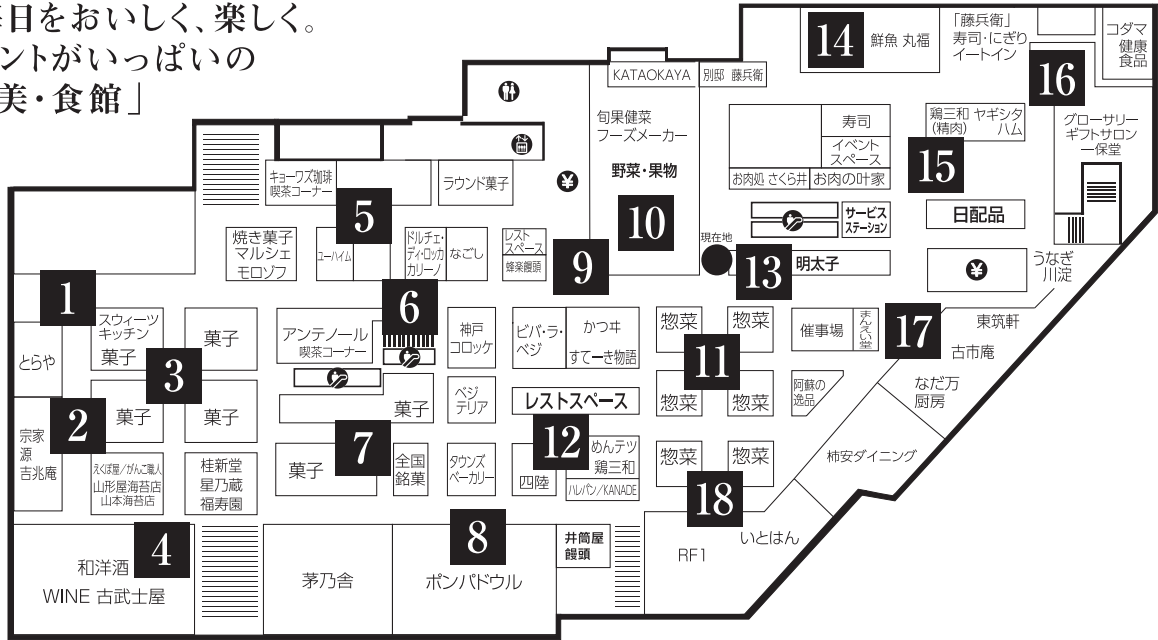 毎日をおいしく、楽しく。
ントがいっぱいの
美・食館」
KATAOKAYA
別邸 藤兵衛
14
鮮魚 丸福
「藤兵衛」
寿司・にぎり
イートイン
コダマ
健康
食品
16
旬果健菜
フーズメーカー
野菜・果物
10
寿司
イベント
スペース
お肉処 さくら井
お肉の叶家
鶏三和
(精肉)
ヤギシタ
ハム
15
グローサリー
ギフトサロン
一保堂
キョーワズ珈琲
喫茶コーナー
5
ラウンド菓子
¥
サービス
ステーション
日配品
焼き菓子
マルシェ
モロゾフ
ユーハイム
ドルチェ・
ディ・ロッカ
カリーノ
なごし
レスト
スペース
蜂楽饅頭
9
現在地
13
明太子
¥
うなぎ
川淀
1
とらや
スウィーツ
キッチン
菓子
菓子
3
菓子
菓子
アンテノール
喫茶コーナー
6
神戸
コロッケ
ビバ・ラ・
ベジ
かつヰ
すてーき物語
惣菜
惣菜
11
惣菜
惣菜
催事場
まんえい堂
17
東筑軒
古市庵
なだ万
厨房
阿蘇の
逸品
2
宗家
源
吉兆庵
菓子
ベジ
テリア
レストスペース
えくぼ屋/がんこ職人
山形屋海苔店
山本海苔店
桂新堂
星乃蔵
福寿園
7
菓子
全国
銘菓
タウンズ
ベーカリー
12
四陸
めんテツ
鶏三和
ハレパン/KANADE
惣菜
惣菜
18
柿安ダイニング
4
和洋酒
WINE 古武士屋
茅乃舎
8
ポンパドウル
井筒屋
饅頭
RF1
いとはん